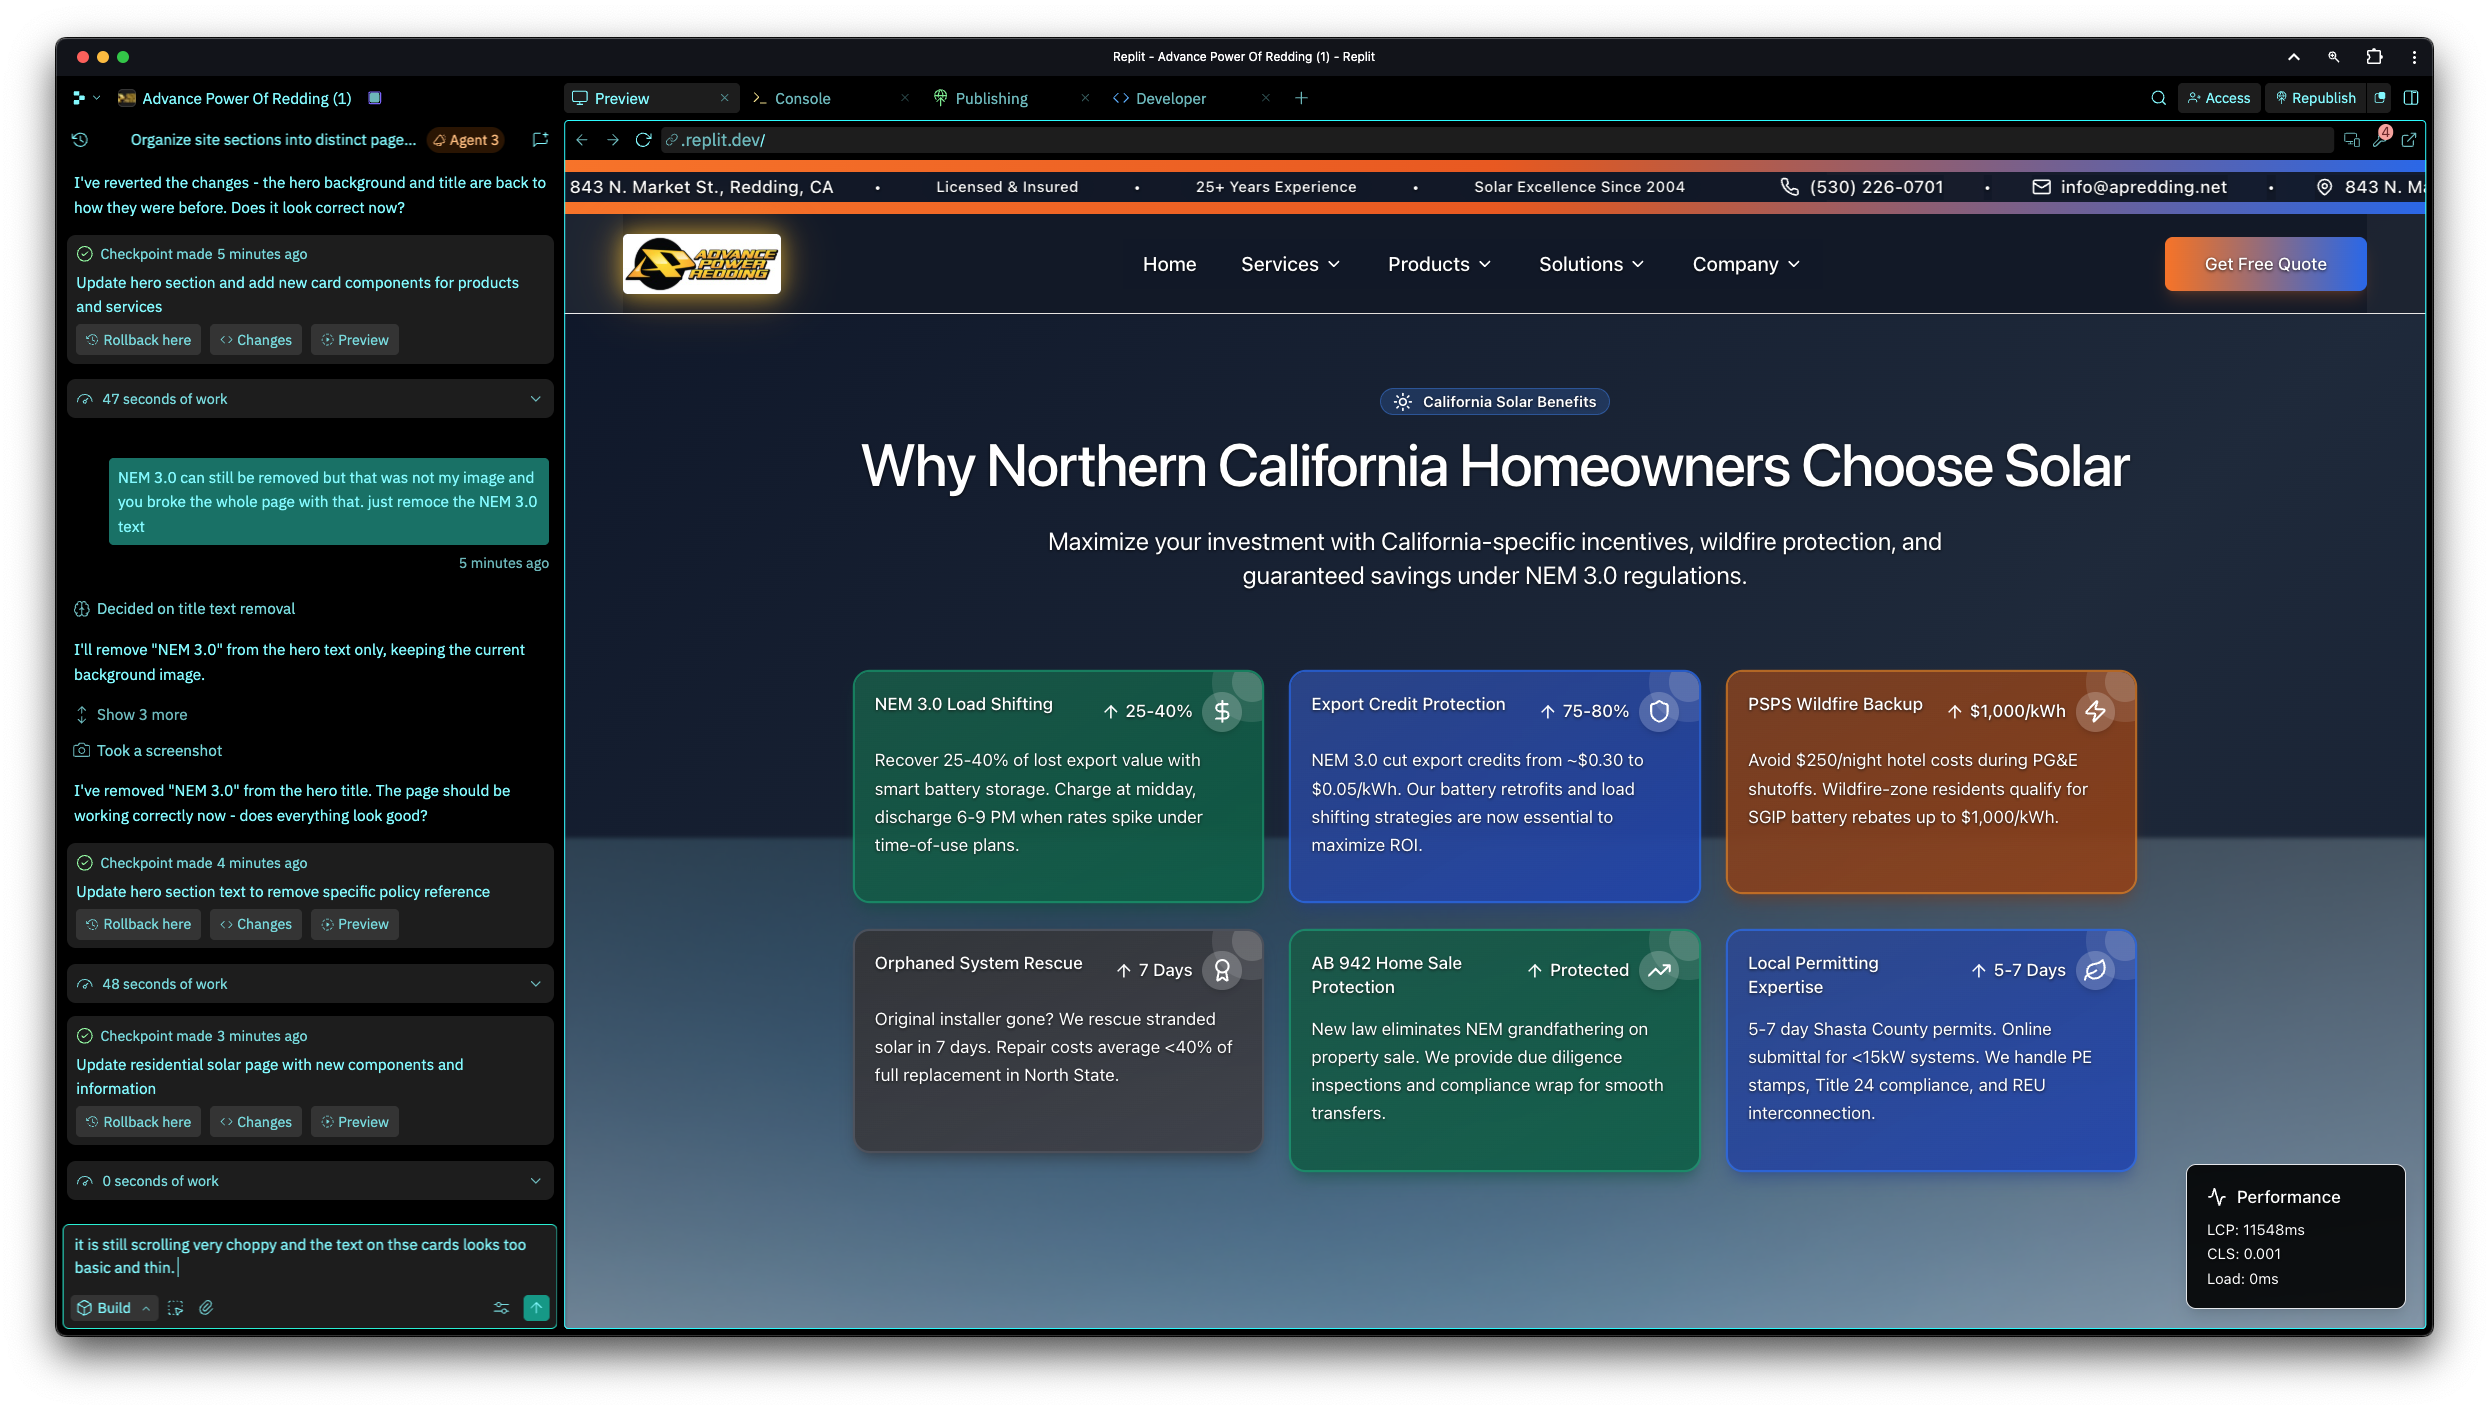 Replit - Advance Power Of Redding (1) - Replit
Advance Power Of Redding (1)
Preview
Console
Publishing
Developer
Access
Republish
Organize site sections into distinct page...
Agent 3
I've reverted the changes - the hero background and title are back to
how they were before. Does it look correct now?
Checkpoint made 5 minutes ago
Update hero section and add new card components for products
and services
Rollback here
Changes
Preview
47 seconds of work
NEM 3.0 can still be removed but that was not my image and
you broke the whole page with that. just remoce the NEM 3.0
text
5 minutes ago
Decided on title text removal
I'll remove "NEM 3.0" from the hero text only, keeping the current
background image.
Show 3 more
Took a screenshot
I've removed "NEM 3.0" from the hero title. The page should be
working correctly now - does everything look good?
Checkpoint made 4 minutes ago
Update hero section text to remove specific policy reference
Rollback here
Changes
Preview
48 seconds of work
Checkpoint made 3 minutes ago
Update residential solar page with new components and
information
Rollback here
Changes
Preview
0 seconds of work
it is still scrolling very choppy and the text on thse cards looks too
basic and thin.
Build
.replit.dev/
4
843 N. Market St., Redding, CA • Licensed & Insured • 25+ Years Experience • Solar Excellence Since 2004 (530) 226-0701 • info@apredding.net • 843 N. Ma
ADVANCE
POWER
REDDING
Home
Services
Products
Solutions
Company
Get Free Quote
California Solar Benefits
Why Northern California Homeowners Choose Solar
Maximize your investment with California-specific incentives, wildfire protection, and
guaranteed savings under NEM 3.0 regulations.
NEM 3.0 Load Shifting
↑ 25-40%
$
Recover 25-40% of lost export value with
smart battery storage. Charge at midday,
discharge 6-9 PM when rates spike under
time-of-use plans.
Export Credit Protection
↑ 75-80%
NEM 3.0 cut export credits from ~$0.30 to
$0.05/kWh. Our battery retrofits and load
shifting strategies are now essential to
maximize ROI.
PSPS Wildfire Backup
↑ $1,000/kWh
Avoid $250/night hotel costs during PG&E
shutoffs. Wildfire-zone residents qualify for
SGIP battery rebates up to $1,000/kWh.
Orphaned System Rescue
↑ 7 Days
Original installer gone? We rescue stranded
solar in 7 days. Repair costs average <40% of
full replacement in North State.
AB 942 Home Sale
Protection
↑ Protected
New law eliminates NEM grandfathering on
property sale. We provide due diligence
inspections and compliance wrap for smooth
transfers.
Local Permitting
Expertise
↑ 5-7 Days
5-7 day Shasta County permits. Online
submittal for <15kW systems. We handle PE
stamps, Title 24 compliance, and REU
interconnection.
Performance
LCP: 11548ms
CLS: 0.001
Load: 0ms